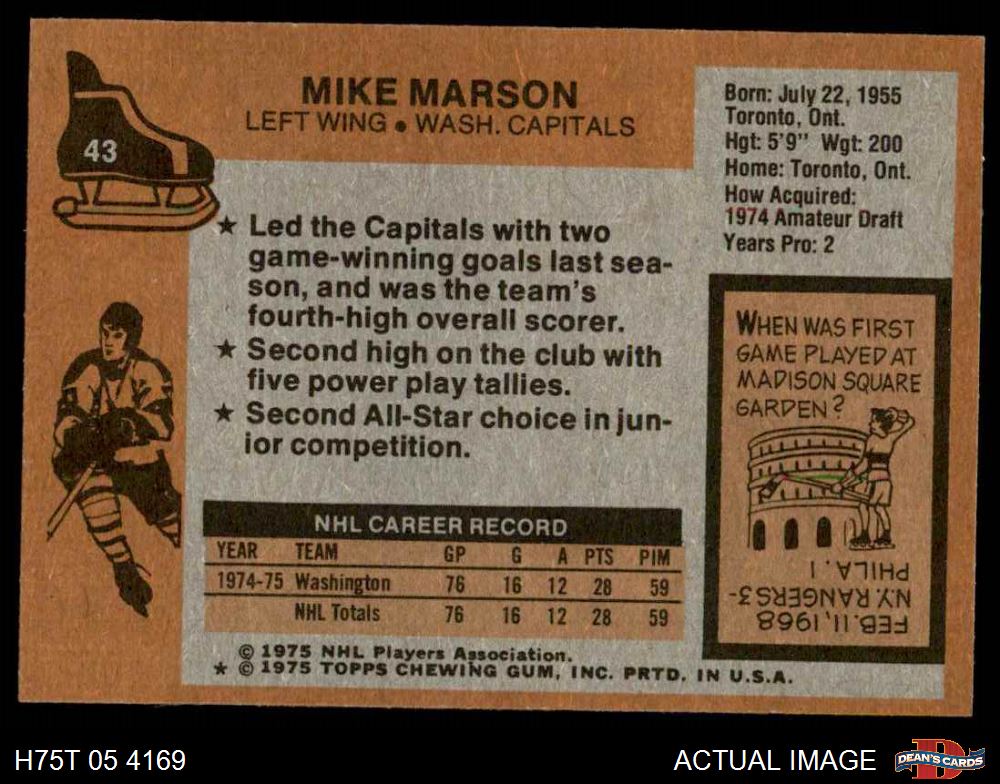 43
MIKE MARSON
LEFT WING ● WASH. CAPITALS
Born: July 22, 1955
Toronto, Ont.
Hgt: 5'9" Wgt: 200
Home: Toronto, Ont.
How Acquired:
1974 Amateur Draft
Years Pro: 2
★ Led the Capitals with two
game-winning goals last sea-
son, and was the team's
fourth-high overall scorer.
★ Second high on the club with
five power play tallies.
★ Second All-Star choice in jun-
ior competition.
WHEN WAS FIRST
GAME PLAYED AT
MADISON SQUARE
GARDEN?
FEB. 11, 1968
N.Y. RANGERS 3-
PHILA. 1
NHL CAREER RECORD
YEAR TEAM GP G A PTS PIM
1974-75 Washington 76 16 12 28 59
NHL Totals 76 16 12 28 59
© 1975 NHL Players Association.
★ © 1975 TOPPS CHEWING GUM, INC. PRTD. IN U.S.A.
H75T 05 4169
ACTUAL IMAGE
D
DEAN'S CARDS